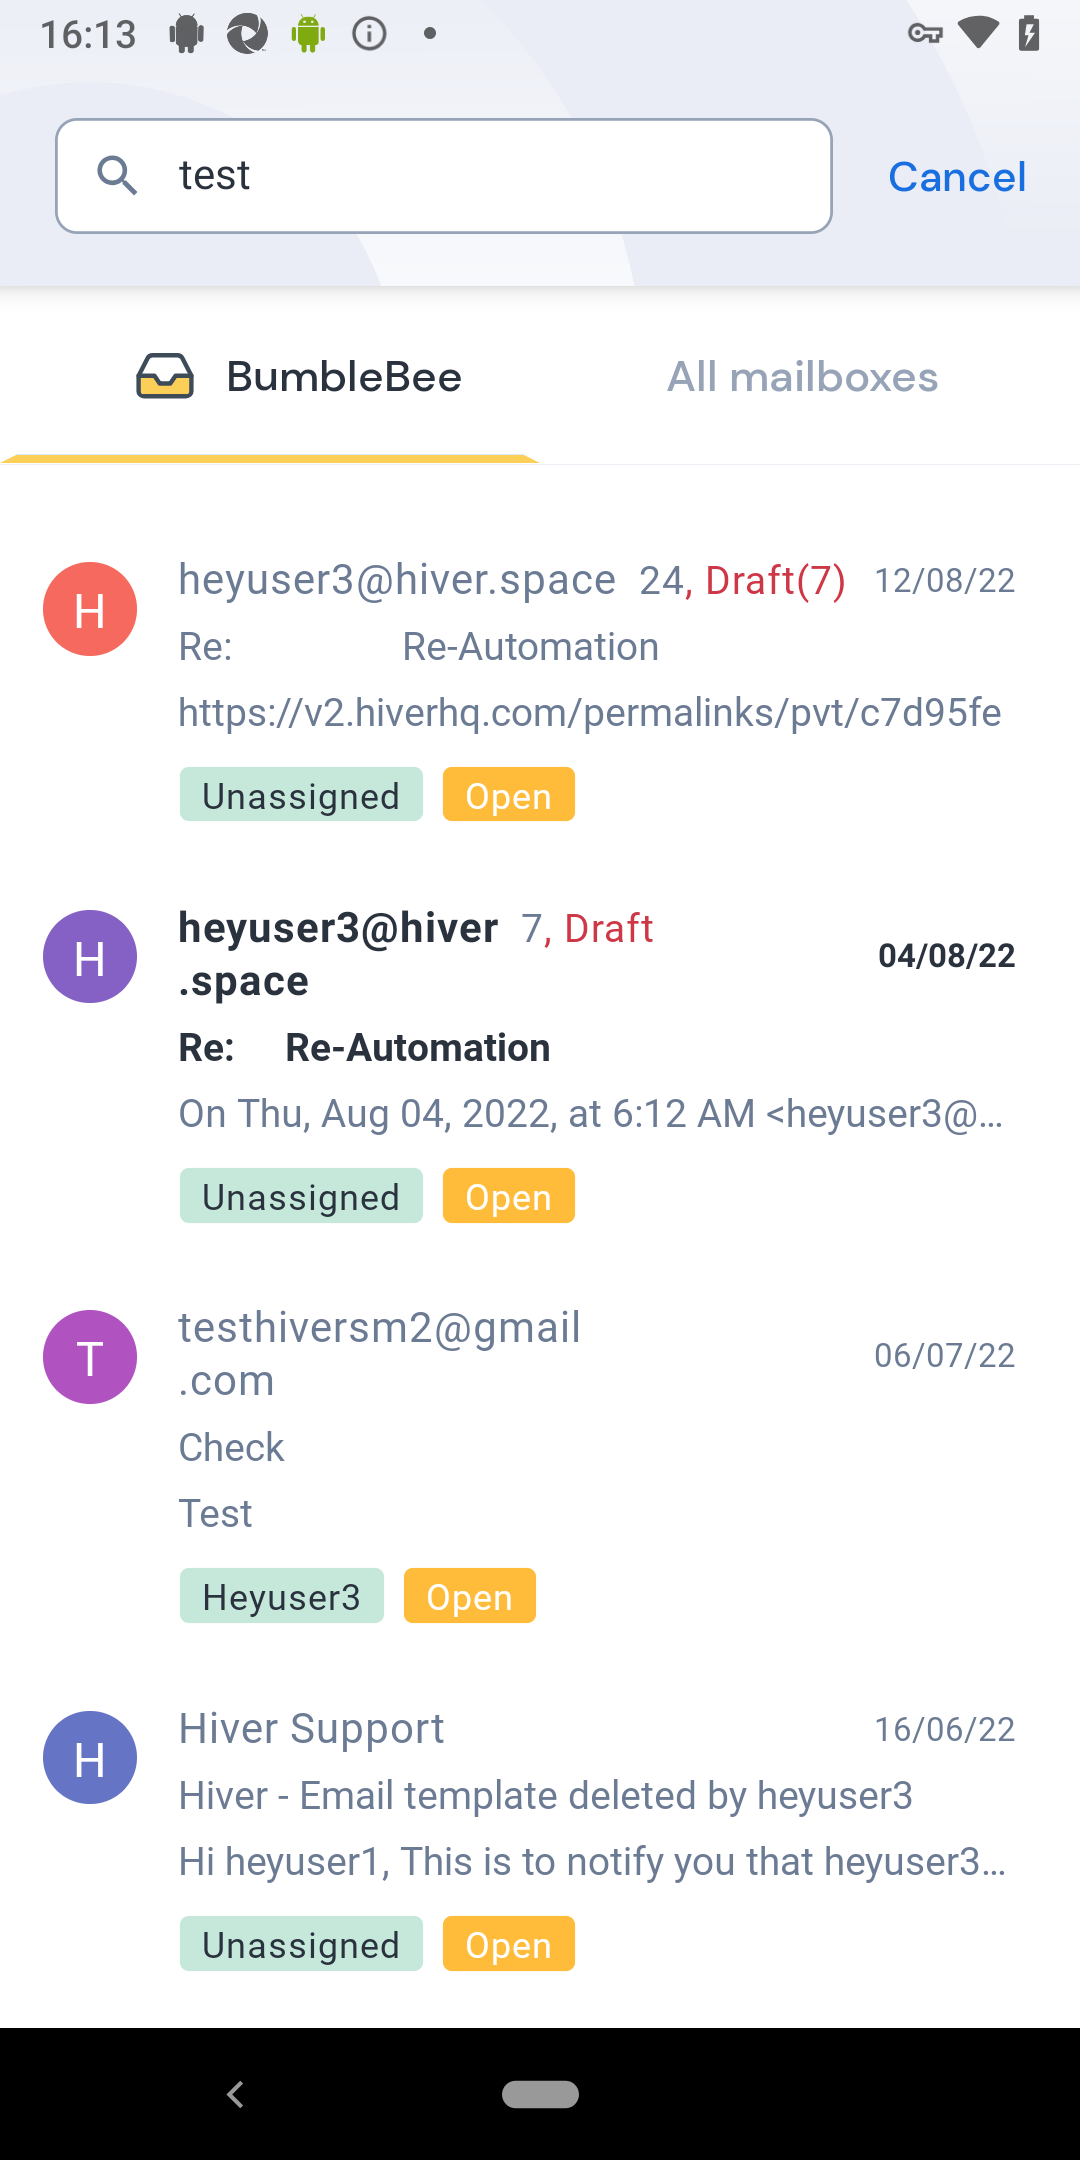 16:13
test
Cancel
BumbleBee
All mailboxes
H
heyuser3@hiver.space 24, Draft(7) 12/08/22
Re: Re-Automation
https://v2.hiverhq.com/permalinks/pvt/c7d95fe
Unassigned Open
H
heyuser3@hiver 7, Draft
.space
04/08/22
Re: Re-Automation
On Thu, Aug 04, 2022, at 6:12 AM <heyuser3@...
Unassigned Open
T
testhiversm2@gmail
.com
06/07/22
Check
Test
Heyuser3 Open
H
Hiver Support 16/06/22
Hiver - Email template deleted by heyuser3
Hi heyuser1, This is to notify you that heyuser3...
Unassigned Open